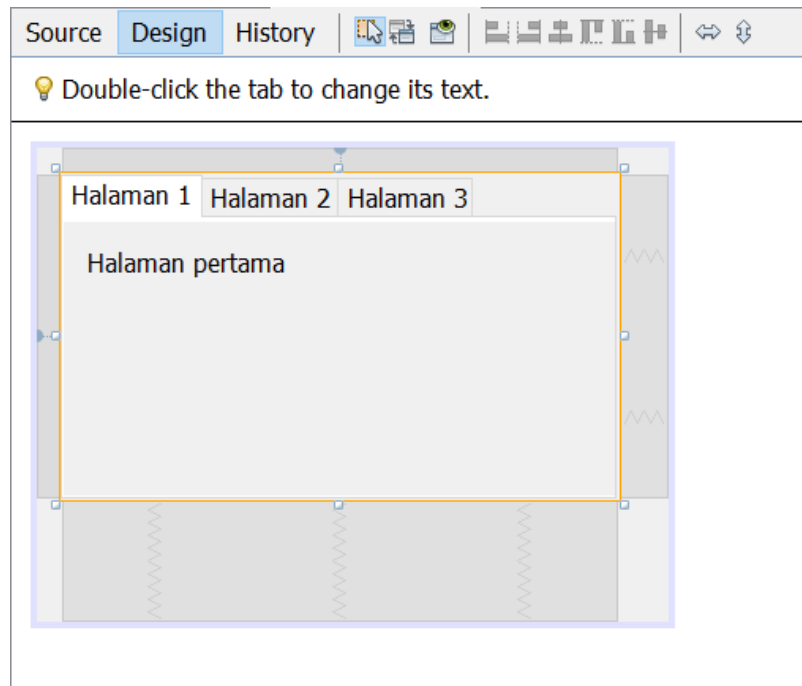 Source Design History
Double-click the tab to change its text.
Halaman 1 Halaman 2 Halaman 3
Halaman pertama